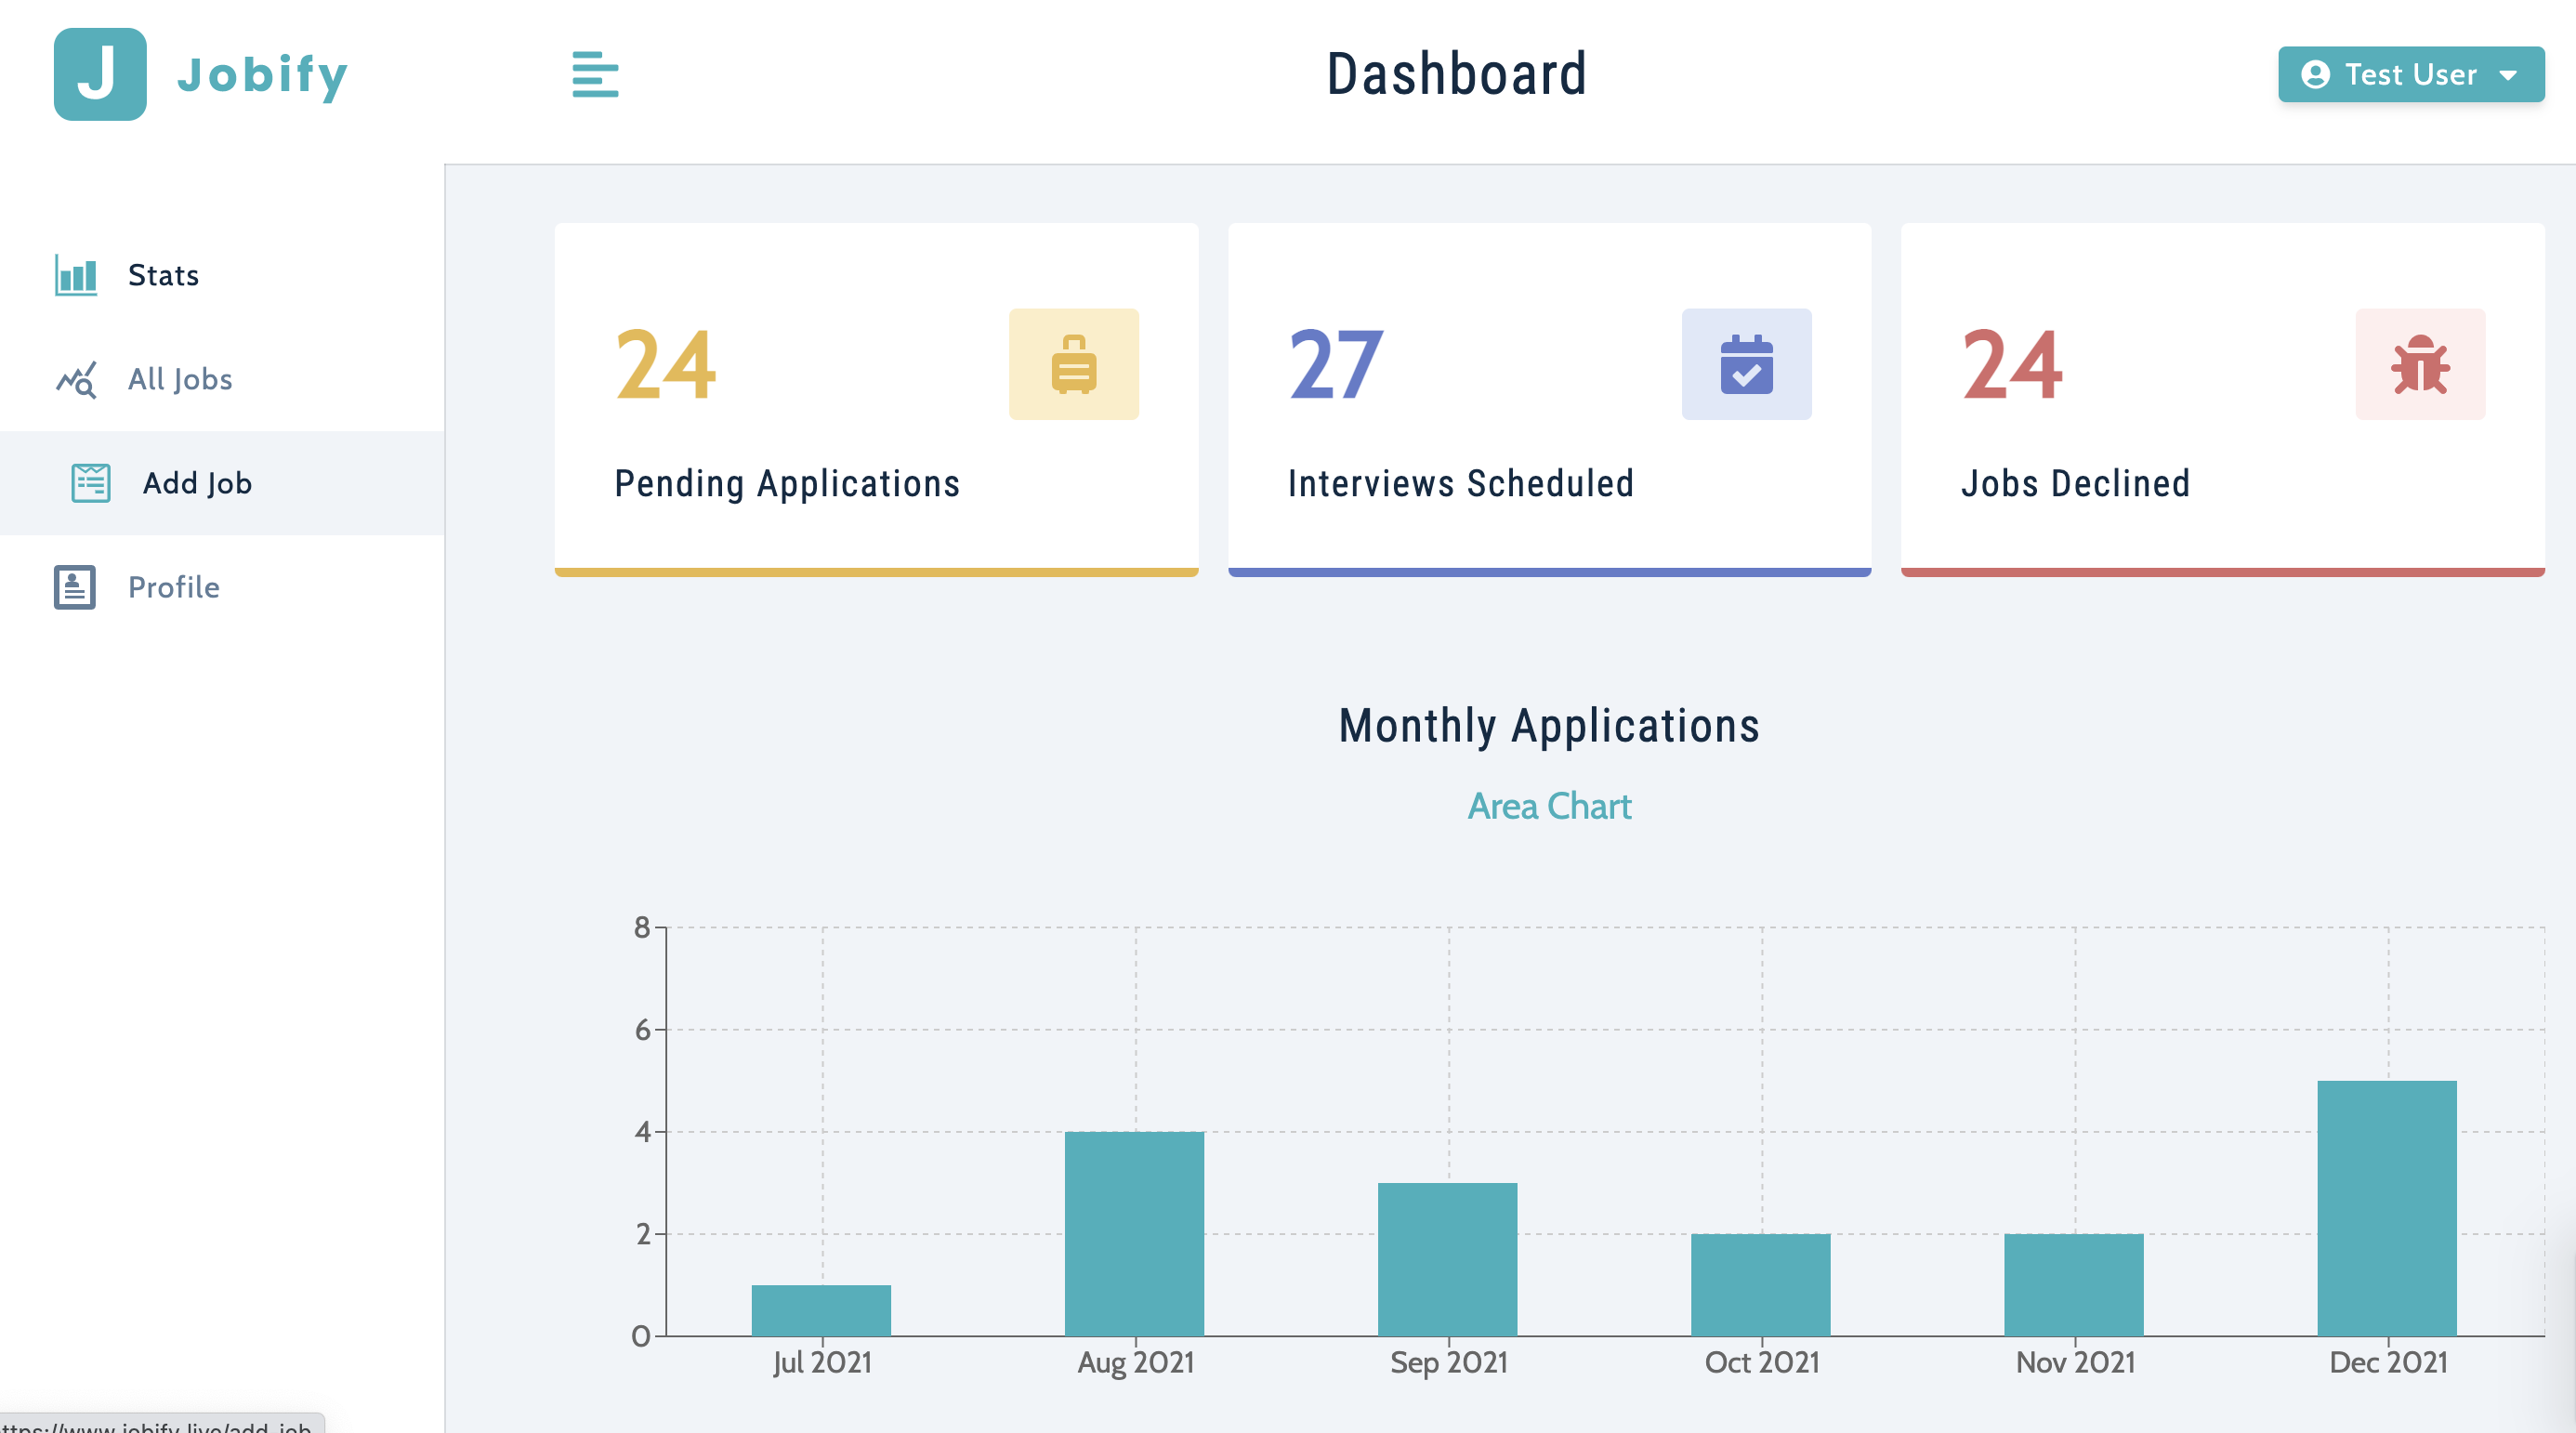 J Jobify
Dashboard
Test User
Stats
All Jobs
Add Job
Profile
24
Pending Applications
27
Interviews Scheduled
24
Jobs Declined
Monthly Applications
Area Chart
8
6
4
2
0
Jul 2021 Aug 2021 Sep 2021 Oct 2021 Nov 2021 Dec 2021
ttps://www.jobify.live/add-job